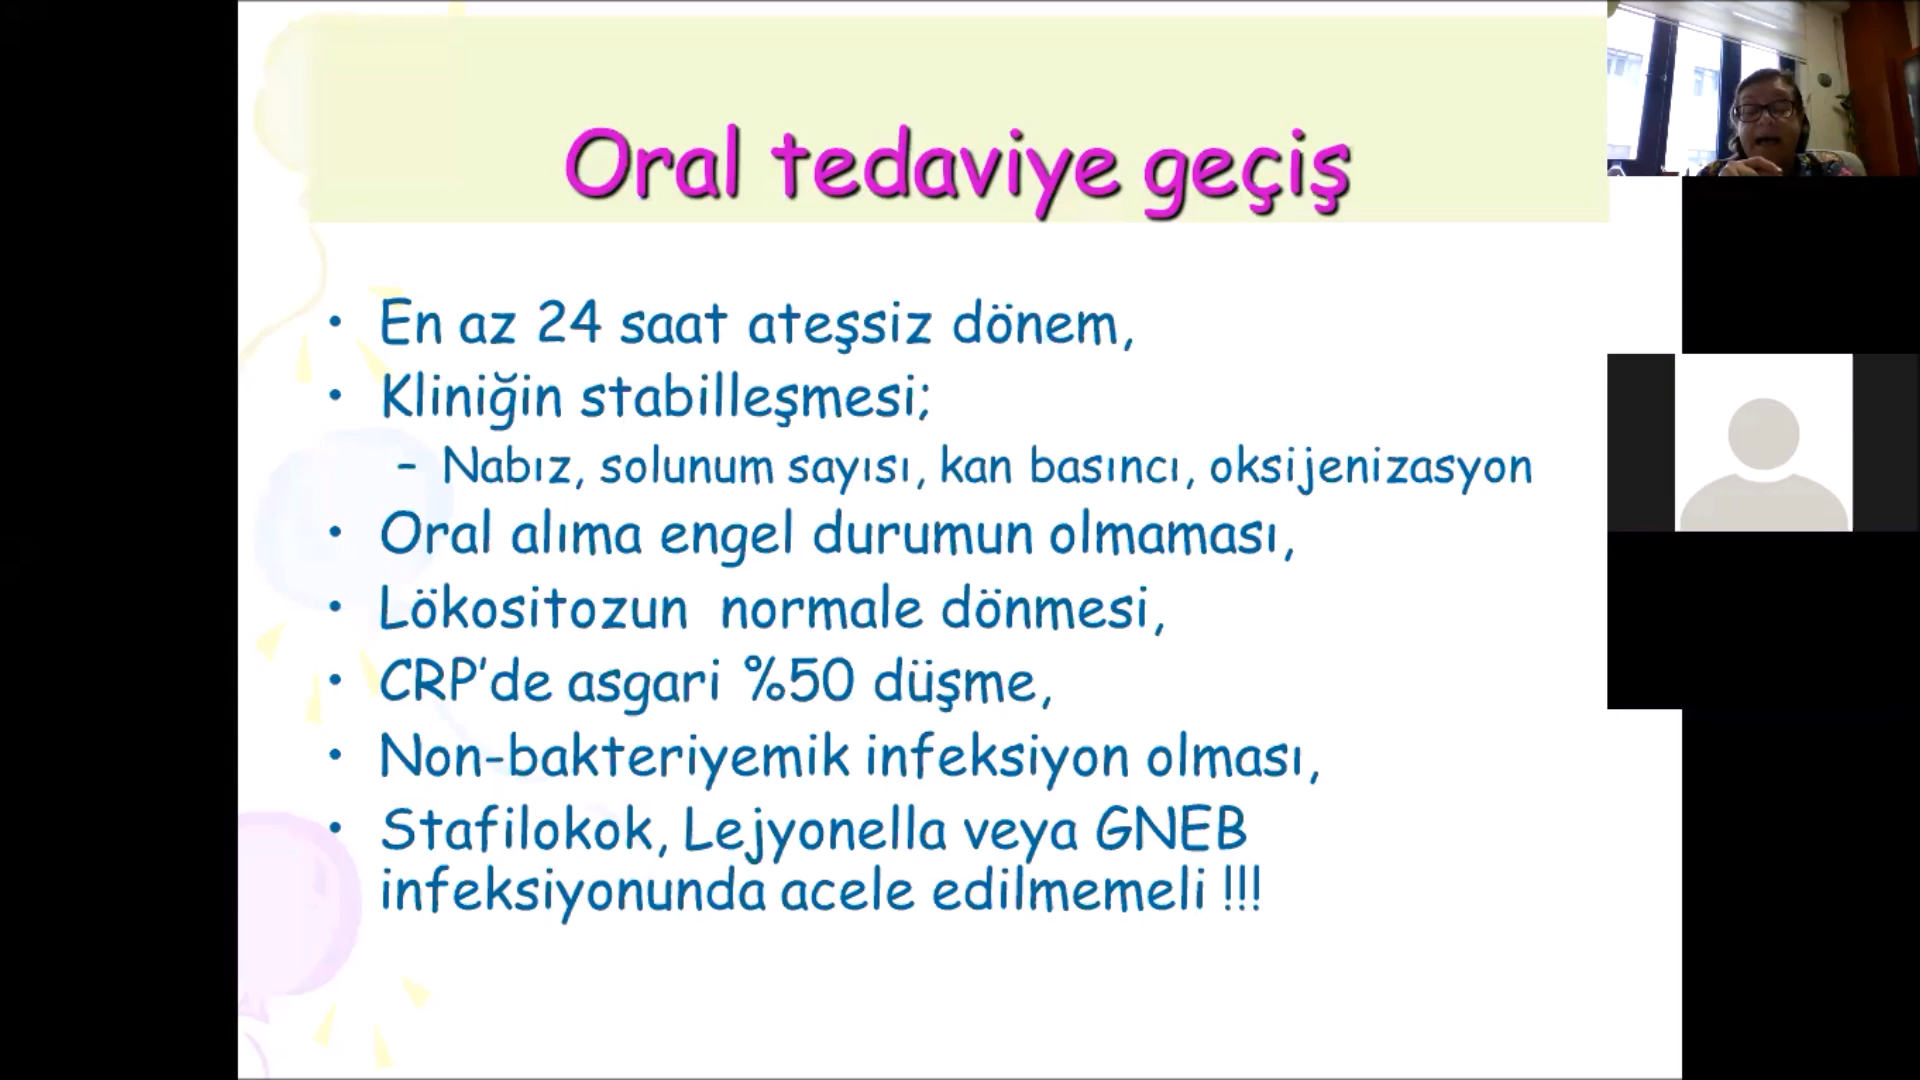 Oral tedaviye geçiş
• En az 24 saat ateşsiz dönem,
• Kliniğin stabilleşmesi;
– Nabız, solunum sayısı, kan basıncı, oksijenizasyon
• Oral alıma engel durumun olmaması,
• Lökositozun normale dönmesi,
• CRP’de asgari %50 düşme,
• Non-bakteriyemik infeksiyon olması,
• Stafilokok, Lejyonella veya GNEB
infeksiyonunda acele edilmemeli !!!